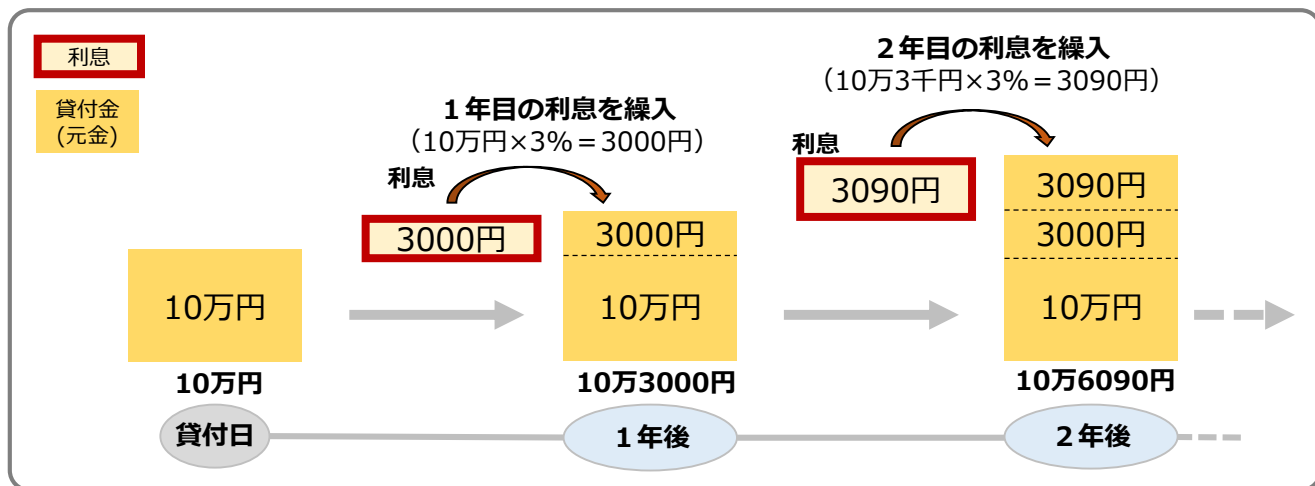 利息
貸付金
(元金)
１年目の利息を繰入
（10万円×3%＝3000円）
２年目の利息を繰入
（10万3千円×3%＝3090円）
10万円
10万円
利息
3000円
3000円
10万円
10万3000円
利息
3090円
3090円
3000円
10万円
10万6090円
貸付日
１年後
２年後